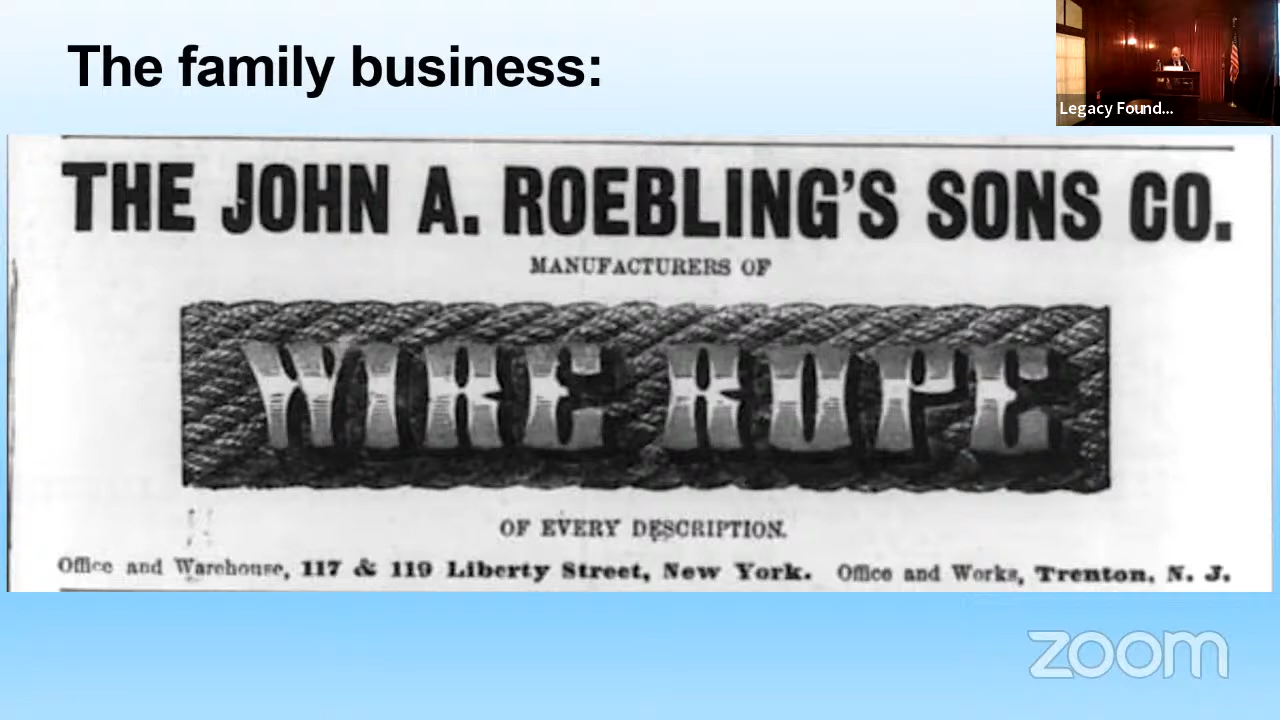 The family business:
Legacy Found...
THE JOHN A. ROEBLING'S SONS CO.
MANUFACTURERS OF
WIRE ROPE
OF EVERY DESCRIPTION.
Office and Warehouse, 117 & 119 Liberty Street, New York. Office and Works, Trenton, N. J.
zoom